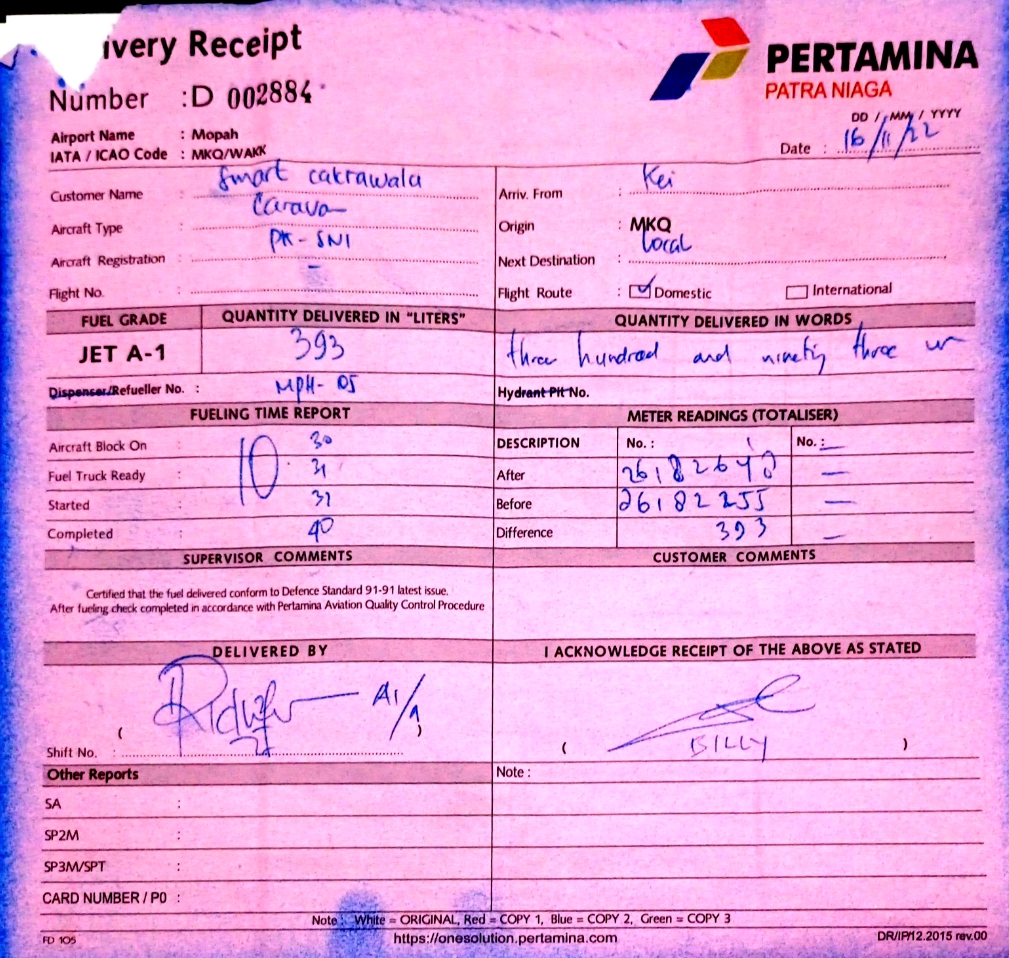 ivery Receipt
Number : D 002884
PERTAMINA
PATRA NIAGA
Airport Name : Mopah
IATA / ICAO Code : MKQ/WAKK
DD / MM / YYYY
Date : 16/11/22
Customer Name : Smart cakrawala
Aircraft Type : Carava
Aircraft Registration : PK-SNI
Flight No. : -
Arriv. From : Kei
Origin : MKQ
Next Destination : Local
Flight Route : Domestic International
FUEL GRADE QUANTITY DELIVERED IN "LITERS" QUANTITY DELIVERED IN WORDS
JET A-1 393 three hundred and ninety three
Dispenser/Refueller No. : MPH-05 Hydrant Pit No.
FUELING TIME REPORT METER READINGS (TOTALISER)
Aircraft Block On : 10 30
Fuel Truck Ready : 31
Started : 31
Completed : 40
DESCRIPTION No. : 1 No. : —
After 26182648 —
Before 26182255 —
Difference 393 —
SUPERVISOR COMMENTS CUSTOMER COMMENTS
Certified that the fuel delivered conform to Defence Standard 91-91 latest issue.
After fueling check completed in accordance with Pertamina Aviation Quality Control Procedure
DELIVERED BY I ACKNOWLEDGE RECEIPT OF THE ABOVE AS STATED
( )
Shift No. :
( BILLY )
Other Reports Note :
SA :
SP2M :
SP3M/SPT :
CARD NUMBER / P0 :
Note : White = ORIGINAL, Red = COPY 1, Blue = COPY 2, Green = COPY 3
FD 105 https://onesolution.pertamina.com DR/IP/12.2015 rev.00